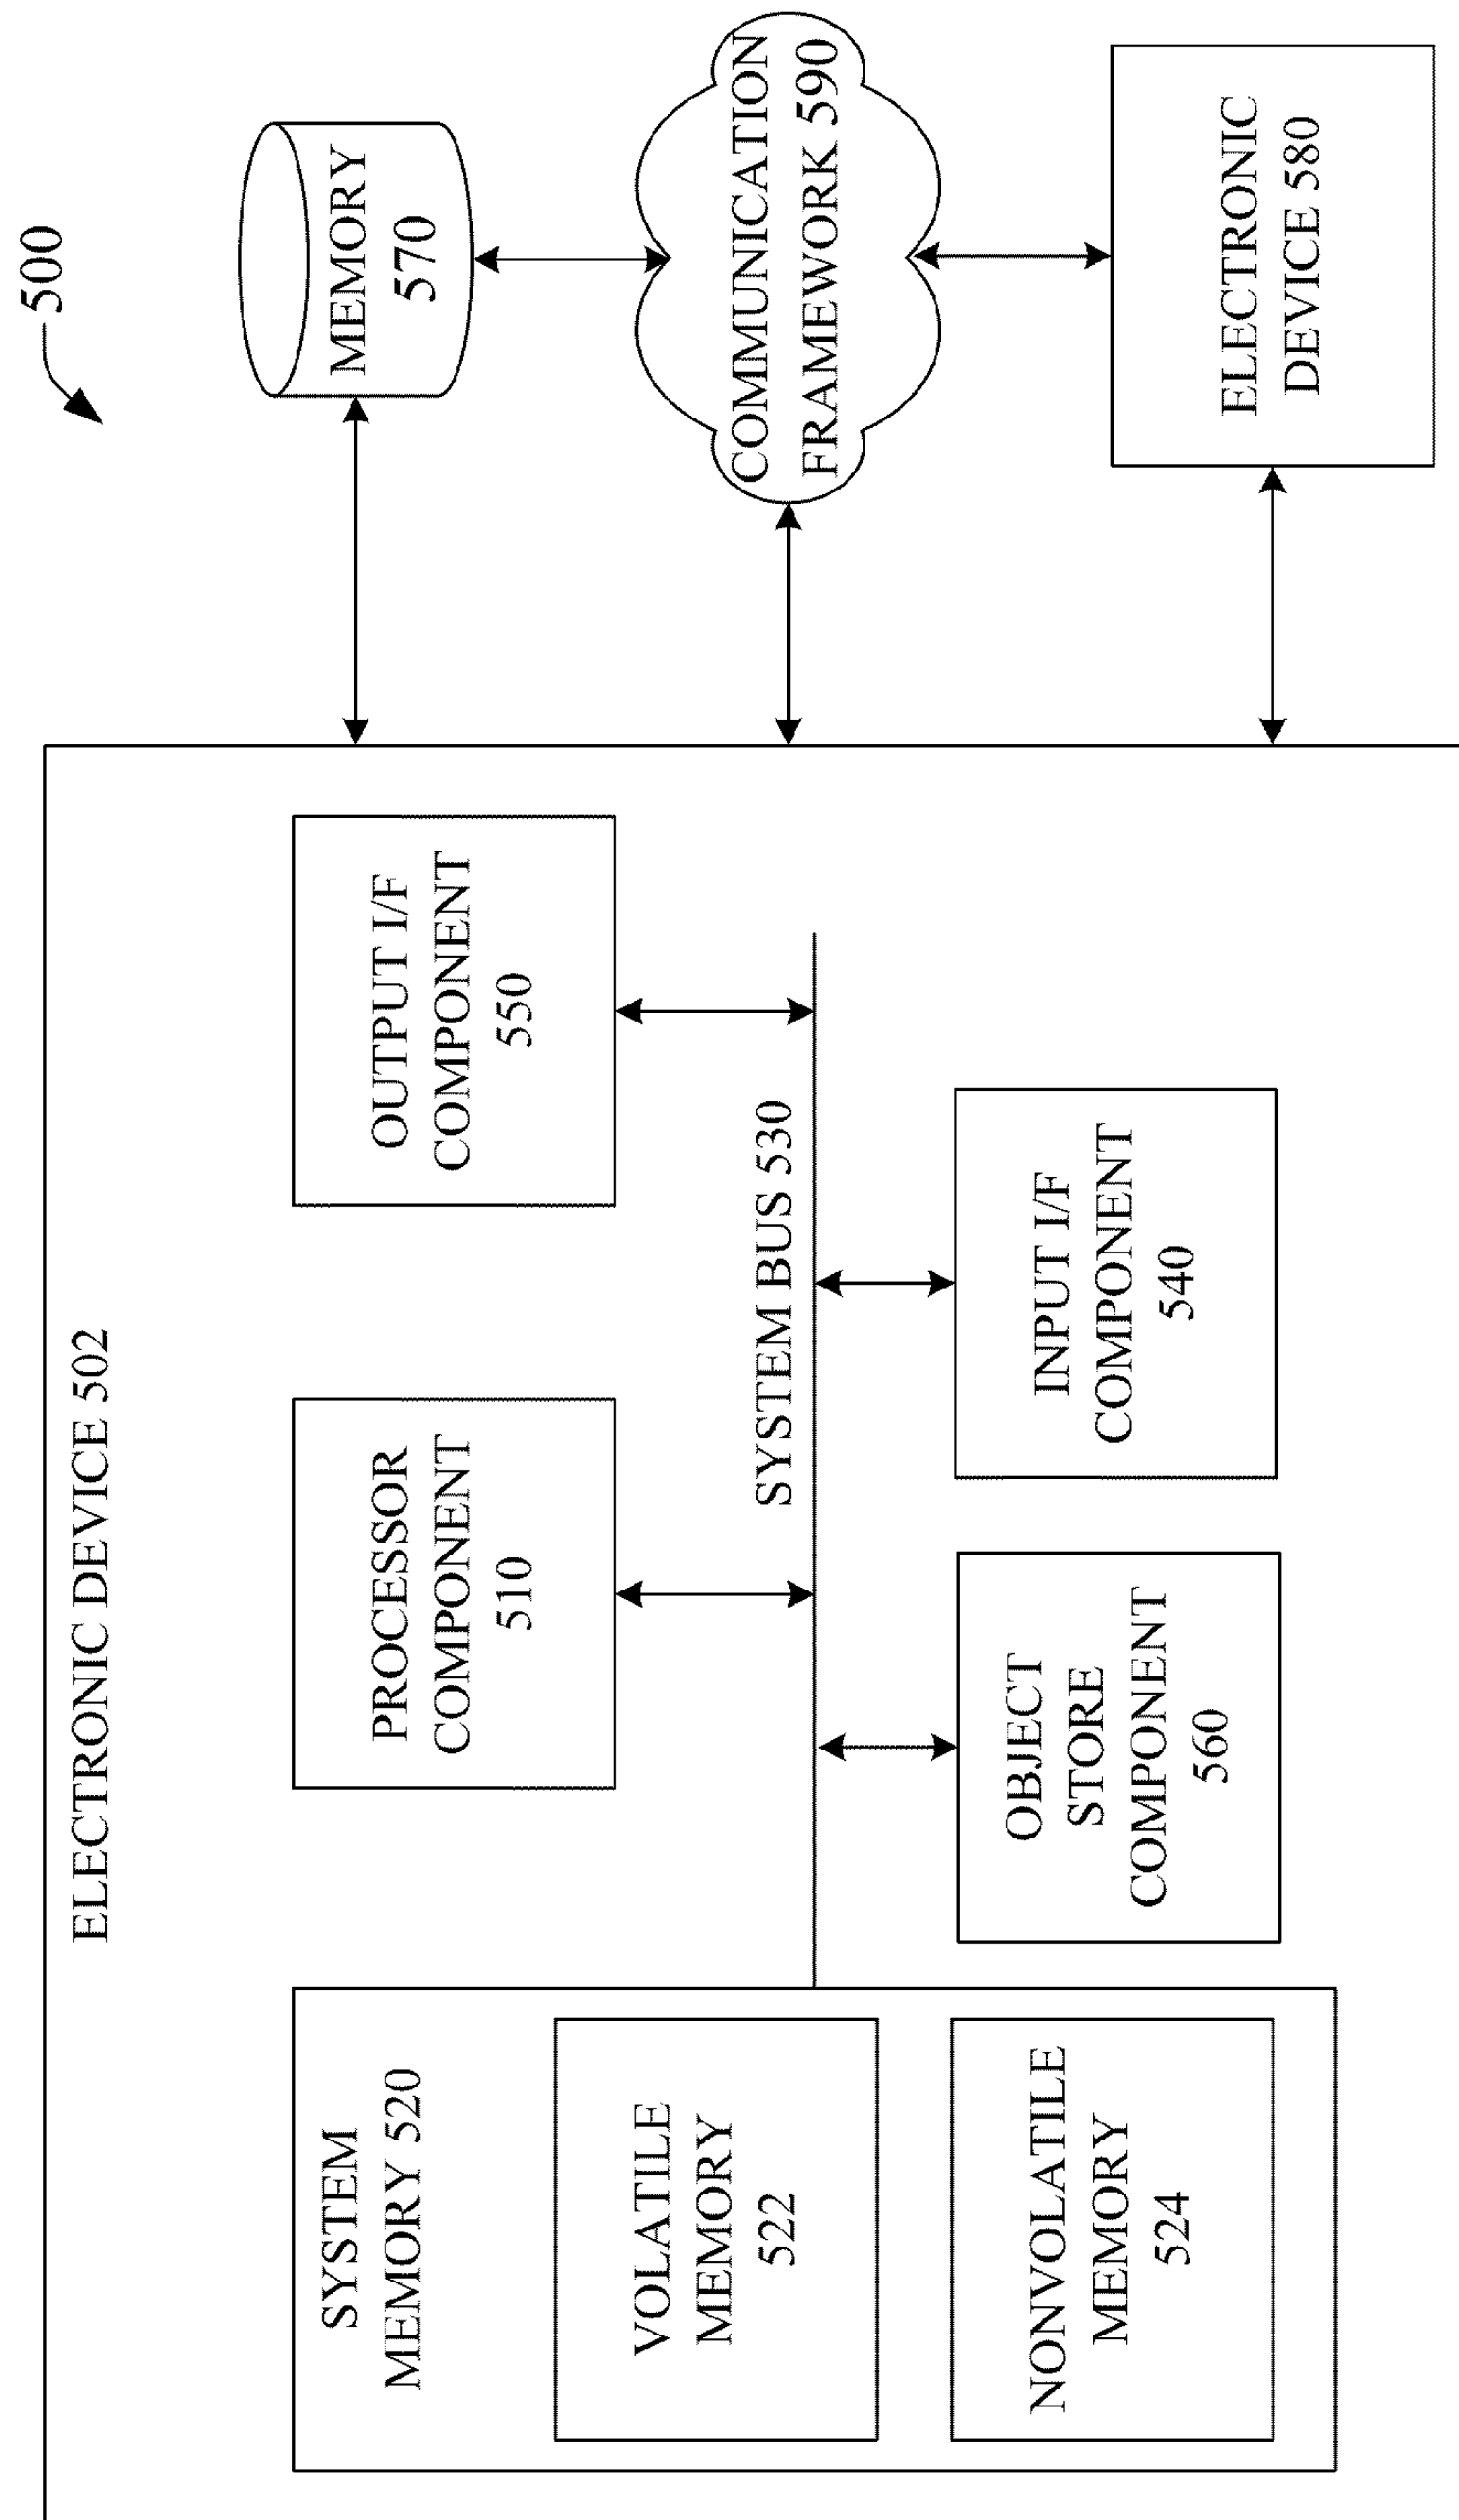 500
ELECTRONIC DEVICE 502
SYSTEM
MEMORY 520
VOLATILE
MEMORY
522
NONVOLATILE
MEMORY
524
PROCESSOR
COMPONENT
510
OUTPUT I/F
COMPONENT
550
SYSTEM BUS 530
OBJECT
STORE
COMPONENT
560
INPUT I/F
COMPONENT
540
MEMORY
570
COMMUNICATION
FRAMEWORK 590
ELECTRONIC
DEVICE 580